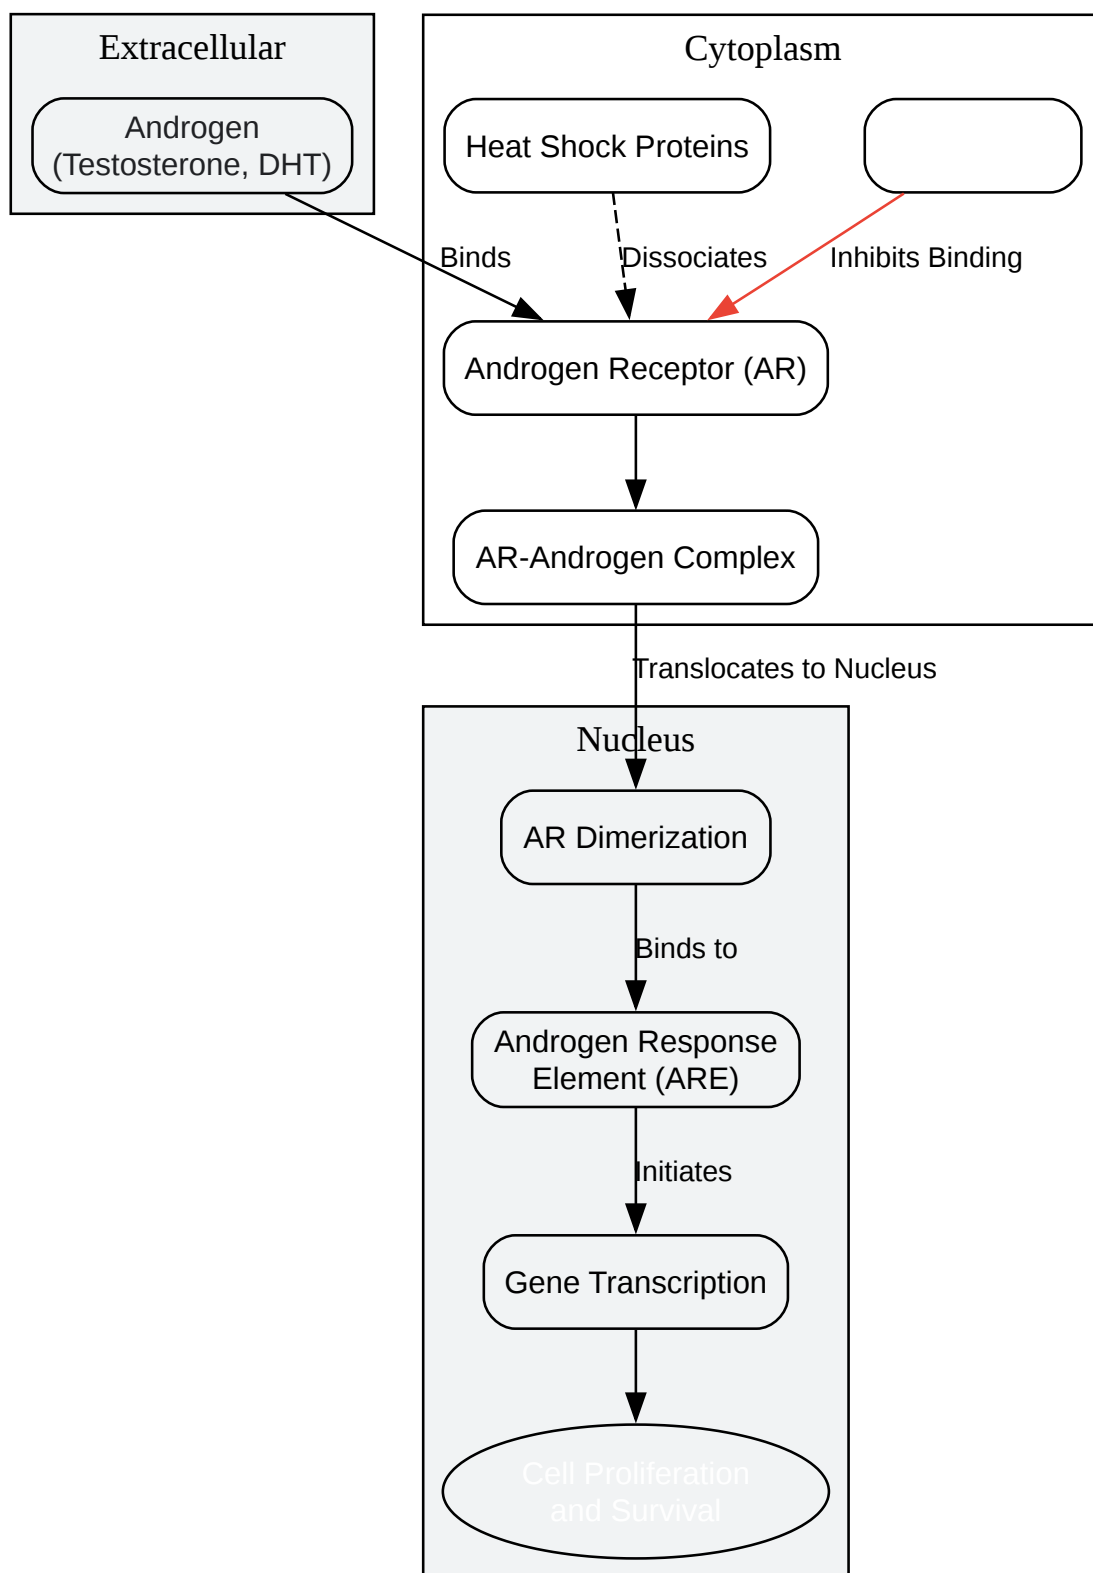 Extracellular
Cytoplasm
Androgen
(Testosterone, DHT)
Heat Shock Proteins
Binds
Dissociates
Inhibits Binding
Androgen Receptor (AR)
AR-Androgen Complex
Translocates to Nucleus
Nucleus
AR Dimerization
Binds to
Androgen Response
Element (ARE)
Initiates
Gene Transcription
Cell Proliferation
and Survival